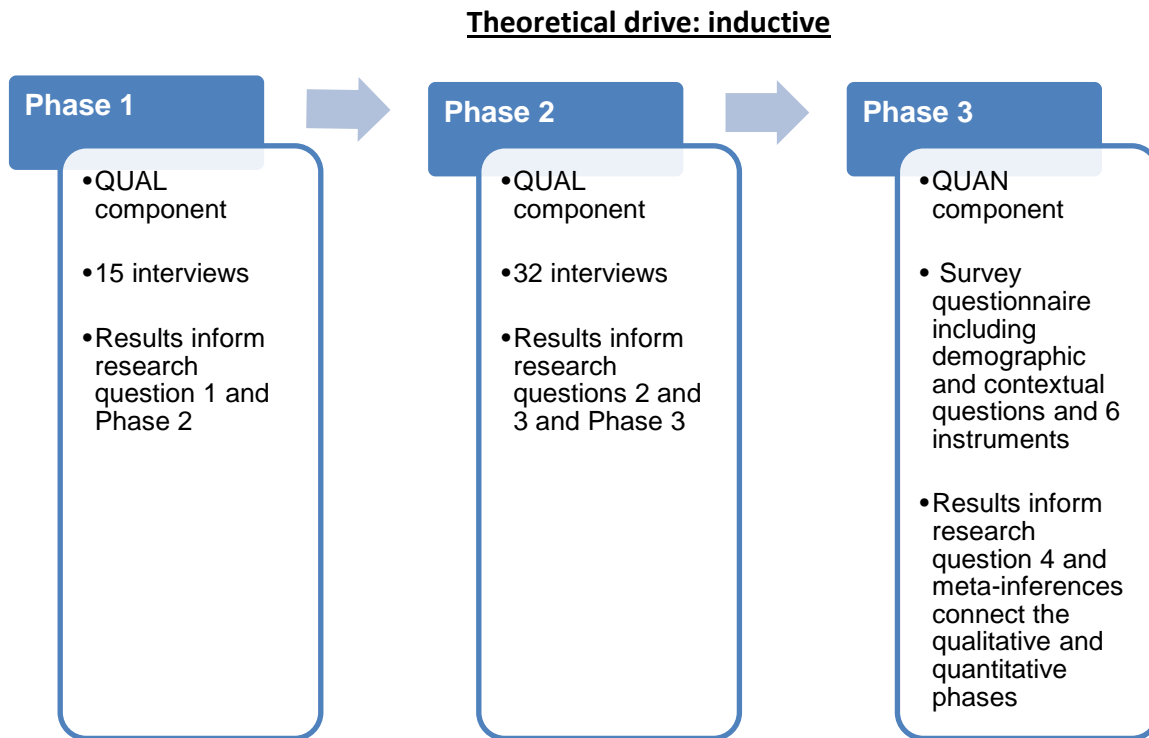 Theoretical drive: inductive
Phase 1
•QUAL
component
•15 interviews
•Results inform
research
question 1 and
Phase 2
Phase 2
•QUAL
component
•32 interviews
•Results inform
research
questions 2 and
3 and Phase 3
Phase 3
•QUAN
component
• Survey
questionnaire
including
demographic
and contextual
questions and 6
instruments
•Results inform
research
question 4 and
meta-inferences
connect the
qualitative and
quantitative
phases